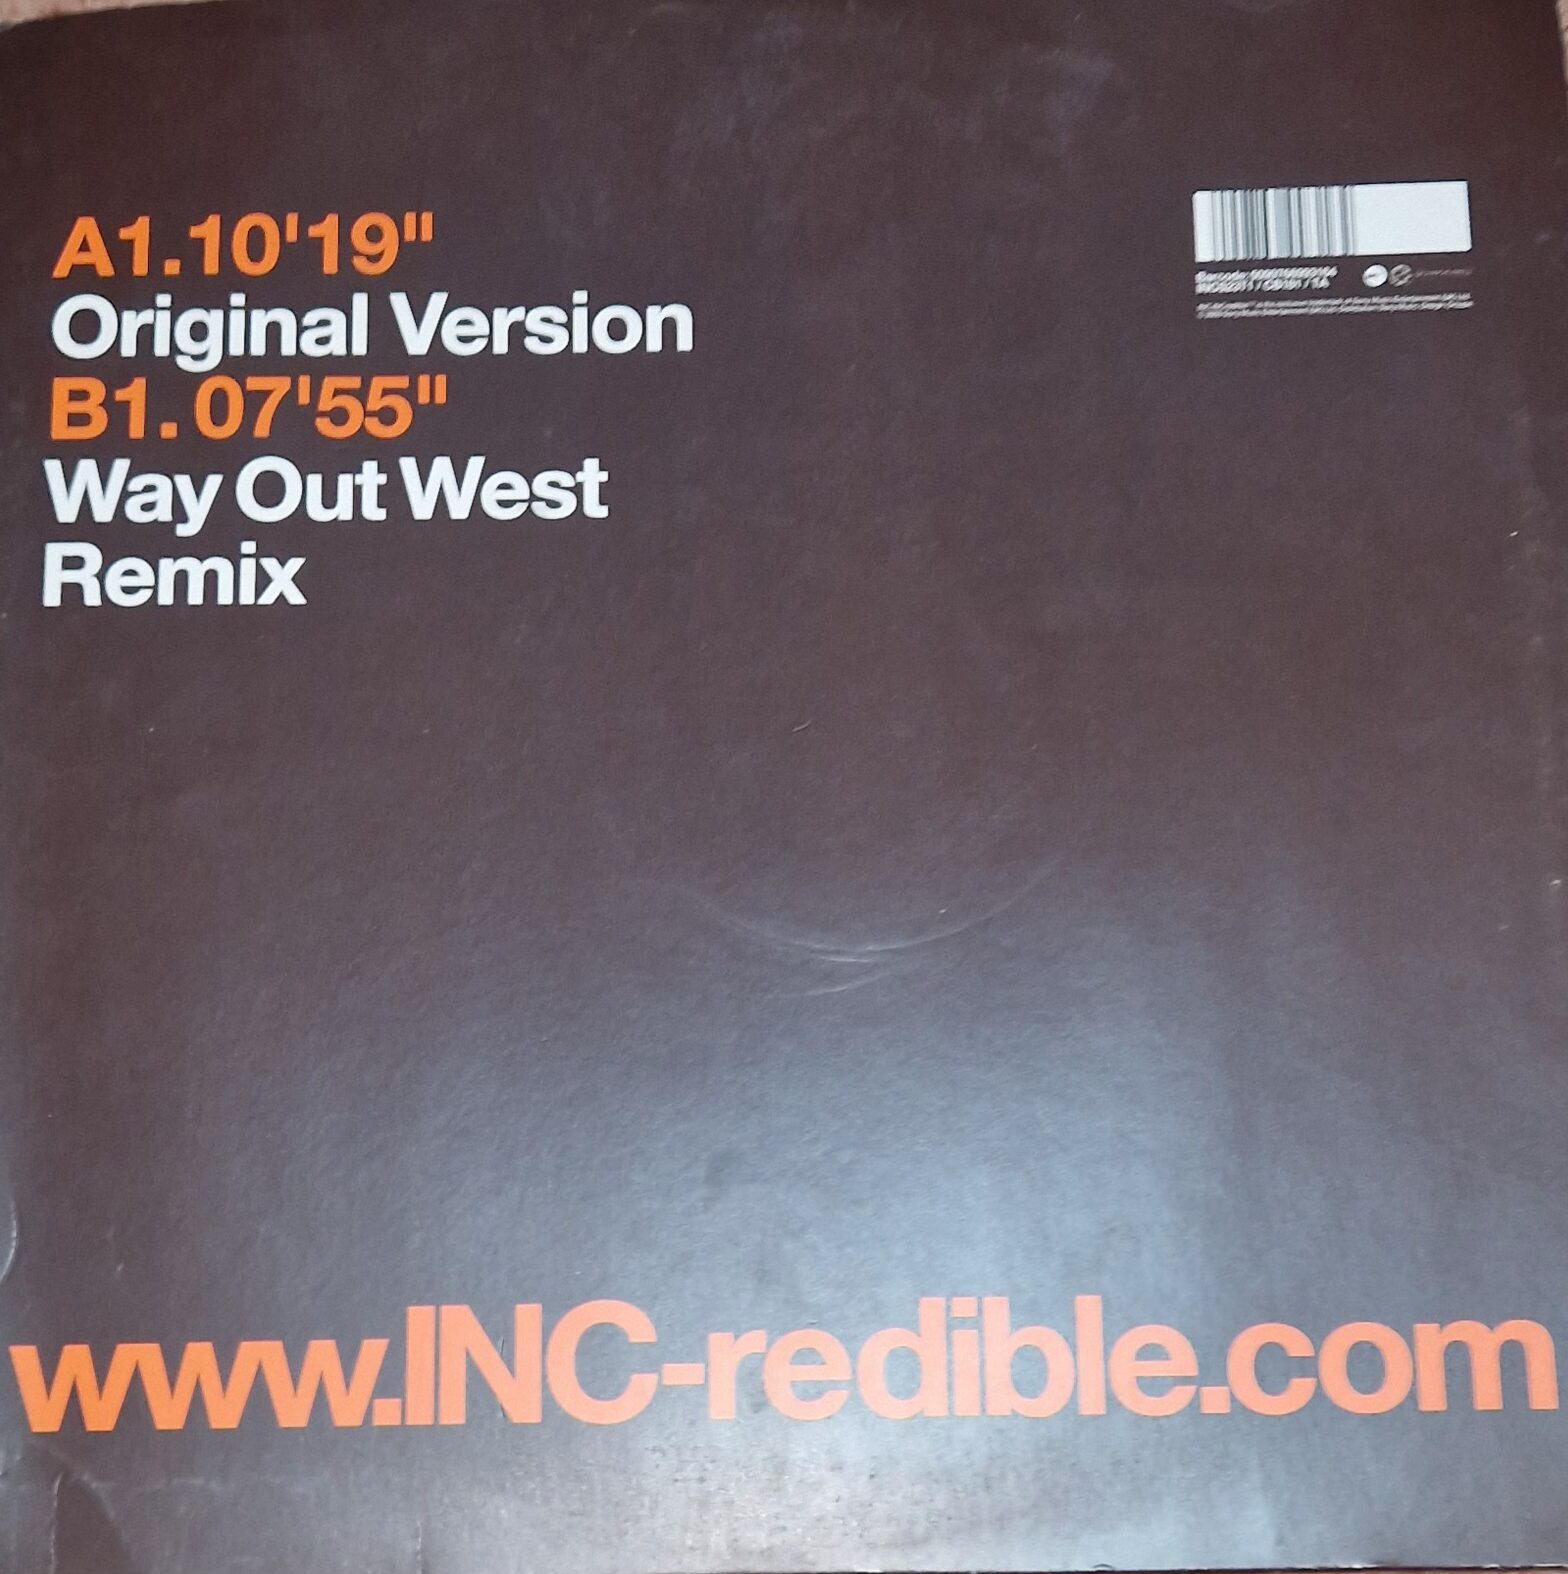 A1.10'19"
Original Version
B1.07'55"
Way Out West
Remix
www.INC-redible.com